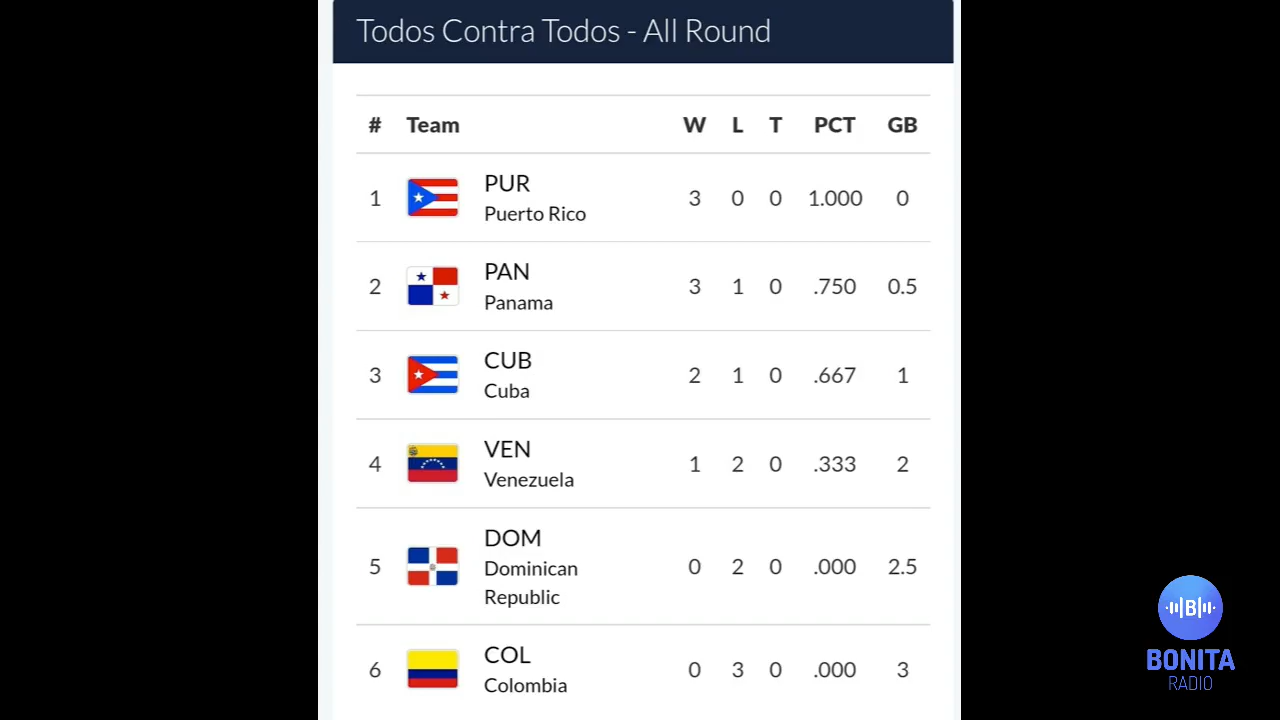 Todos Contra Todos - All Round
# Team W L T PCT GB
1 PUR Puerto Rico 3 0 0 1.000 0
2 PAN Panama 3 1 0 .750 0.5
3 CUB Cuba 2 1 0 .667 1
4 VEN Venezuela 1 2 0 .333 2
5 DOM Dominican Republic 0 2 0 .000 2.5
6 COL Colombia 0 3 0 .000 3
B
BONITA
RADIO